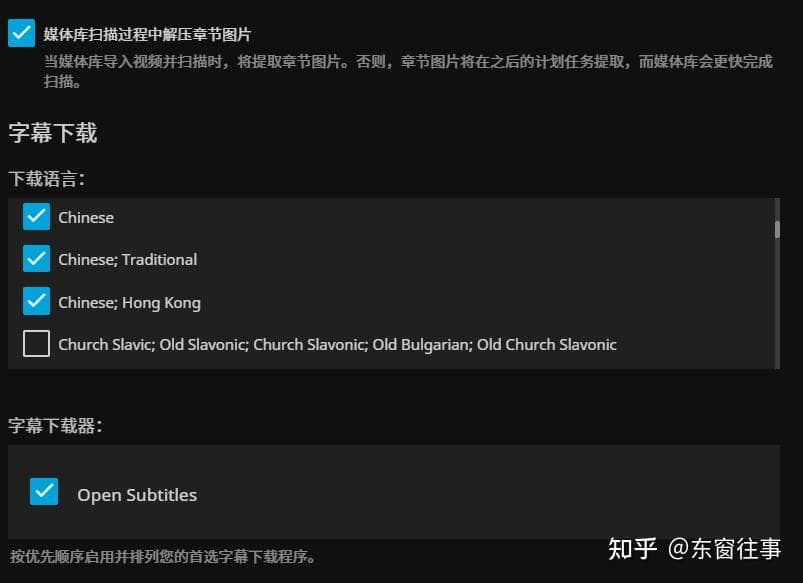 媒体库扫描过程中解压章节图片
当媒体库导入视频并扫描时，将提取章节图片。否则，章节图片将在之后的计划任务提取，而媒体库会更快完成
扫描。
字幕下载
下载语言：
Chinese
Chinese; Traditional
Chinese; Hong Kong
Church Slavic; Old Slavonic; Church Slavonic; Old Bulgarian; Old Church Slavonic
字幕下载器：
Open Subtitles
按优先顺序启用并排列您的首选字幕下载程序。
知乎 @东窗往事